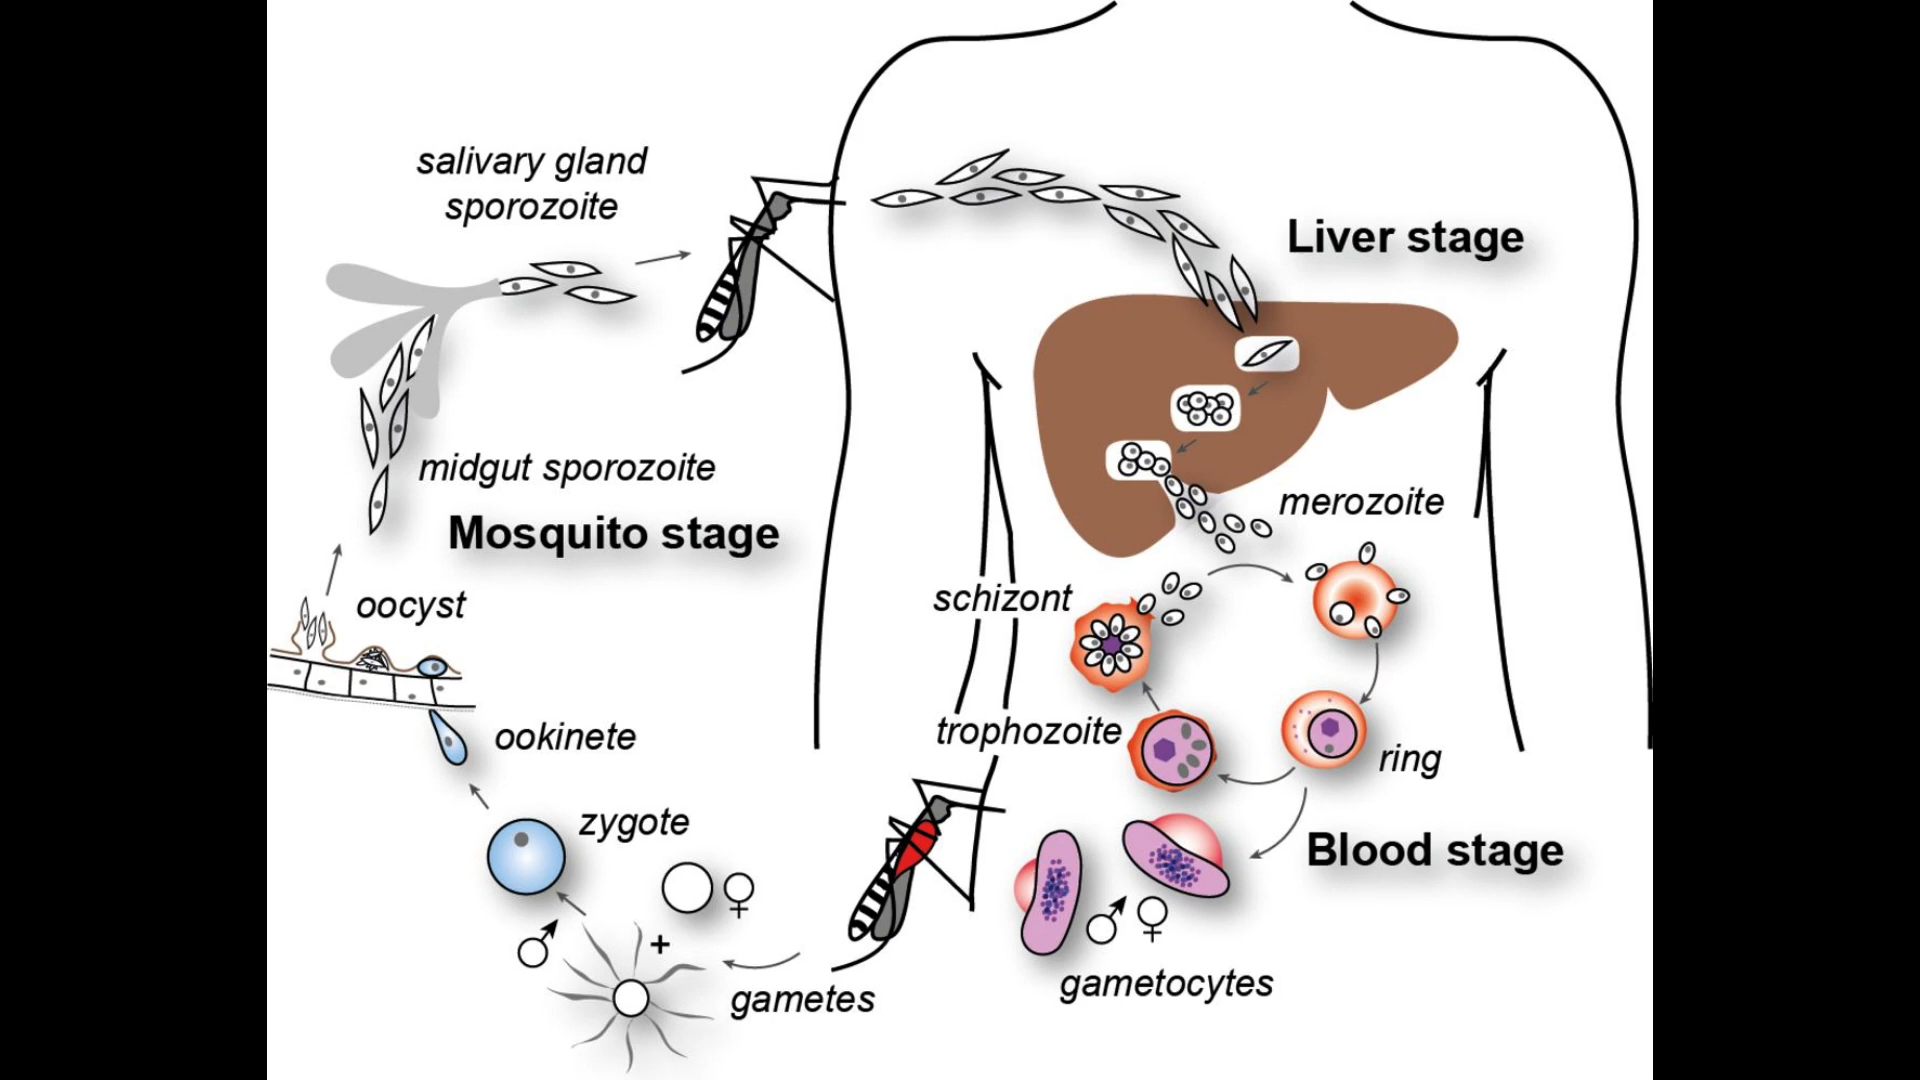 salivary gland
sporozoite
Liver stage
midgut sporozoite
merozoite
Mosquito stage
schizont
oocyst
trophozoite
ookinete
ring
zygote
Blood stage
gametocytes
gametes
+